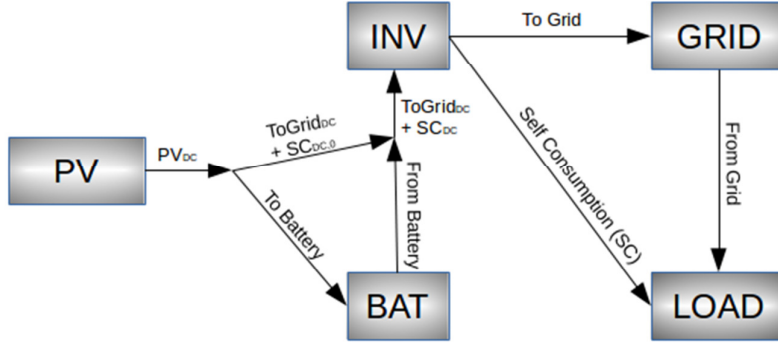 INV
To Grid
GRID
ToGridDC
+ SCDC,0
ToGridDC
+ SCDC
PV
PVDC
To Battery
From Battery
Self Consumption (SC)
From Grid
BAT
LOAD